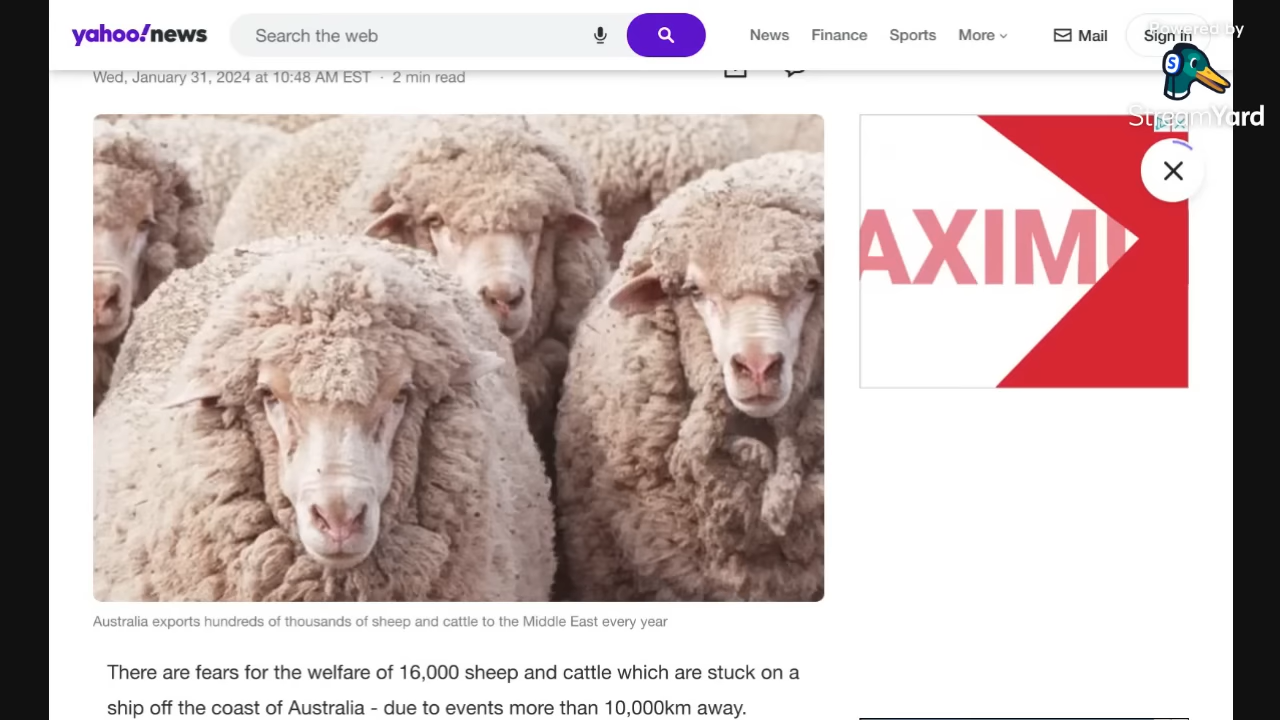 yahoo!news
Search the web
News
Finance
Sports
More
Mail
Sign in
Powered by
StreamYard
Wed, January 31, 2024 at 10:48 AM EST · 2 min read
AXIM
Australia exports hundreds of thousands of sheep and cattle to the Middle East every year
There are fears for the welfare of 16,000 sheep and cattle which are stuck on a
ship off the coast of Australia - due to events more than 10,000km away.